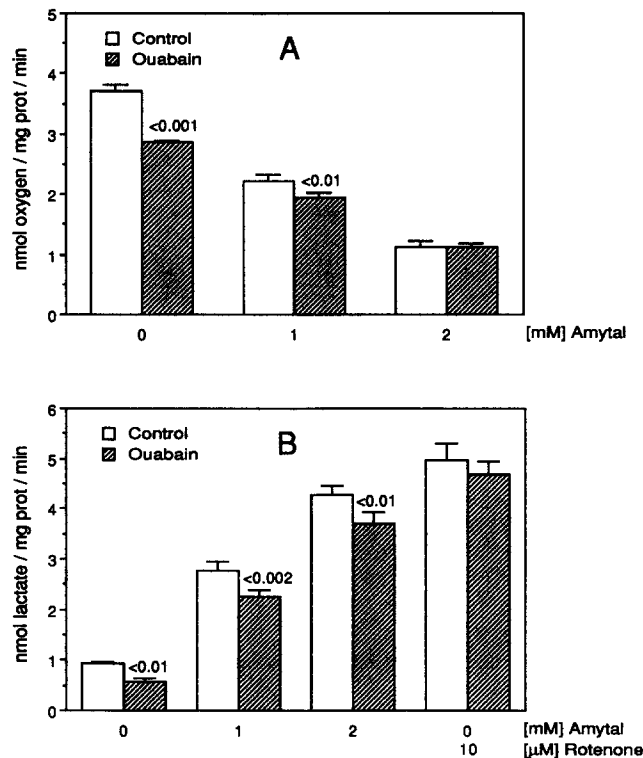 A
Control
Ouabain
nmol oxygen / mg prot / min
5
4
3
2
1
0
<0.001
<0.01
0 1 2 [mM] Amytal
B
Control
Ouabain
nmol lactate / mg prot / min
6
5
4
3
2
1
0
<0.01
<0.002
<0.01
0 1 2 0 [mM] Amytal
10 [μM] Rotenone